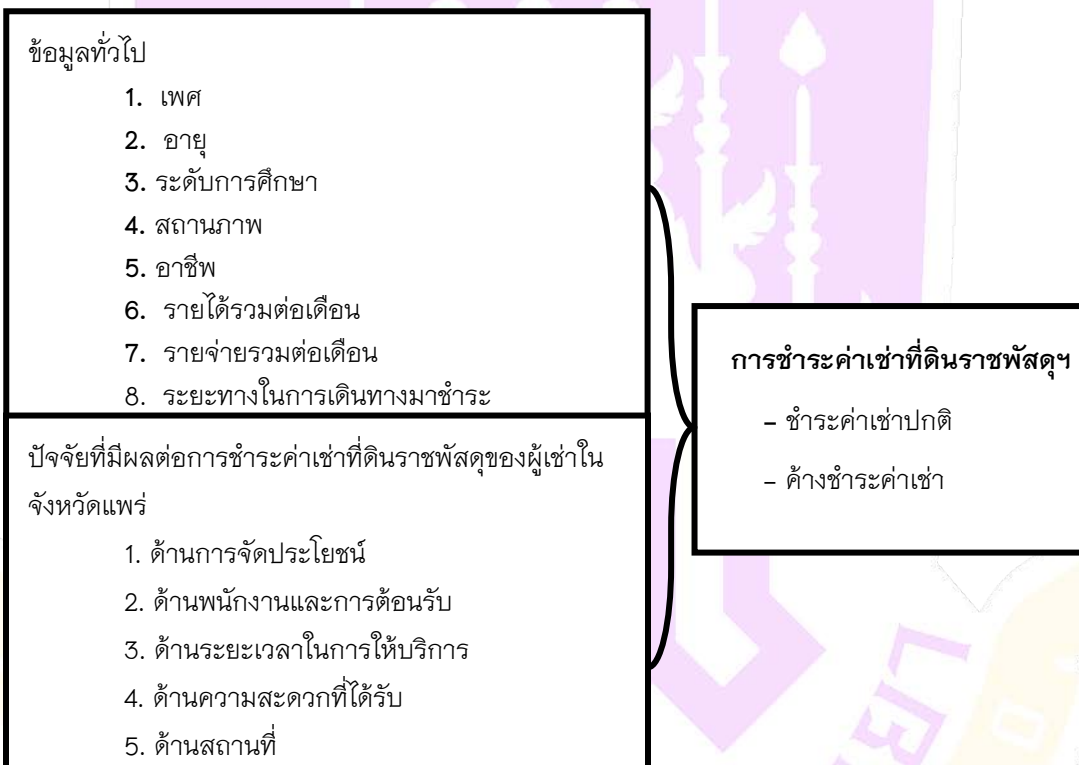 ข้อมูลทั่วไป
1. เพศ
2. อายุ
3. ระดับการศึกษา
4. สถานภาพ
5. อาชีพ
6. รายได้รวมต่อเดือน
7. รายจ่ายรวมต่อเดือน
8. ระยะทางในการเดินทางมาชำระ
ปัจจัยที่มีผลต่อการชำระค่าเช่าที่ดินราชพัสดุของผู้เช่าใน
จังหวัดแพร่
1. ด้านการจัดประโยชน์
2. ด้านพนักงานและการต้อนรับ
3. ด้านระยะเวลาในการให้บริการ
4. ด้านความสะดวกที่ได้รับ
5. ด้านสถานที่
การชำระค่าเช่าที่ดินราชพัสดุฯ
- ชำระค่าเช่าปกติ
- ค้างชำระค่าเช่า